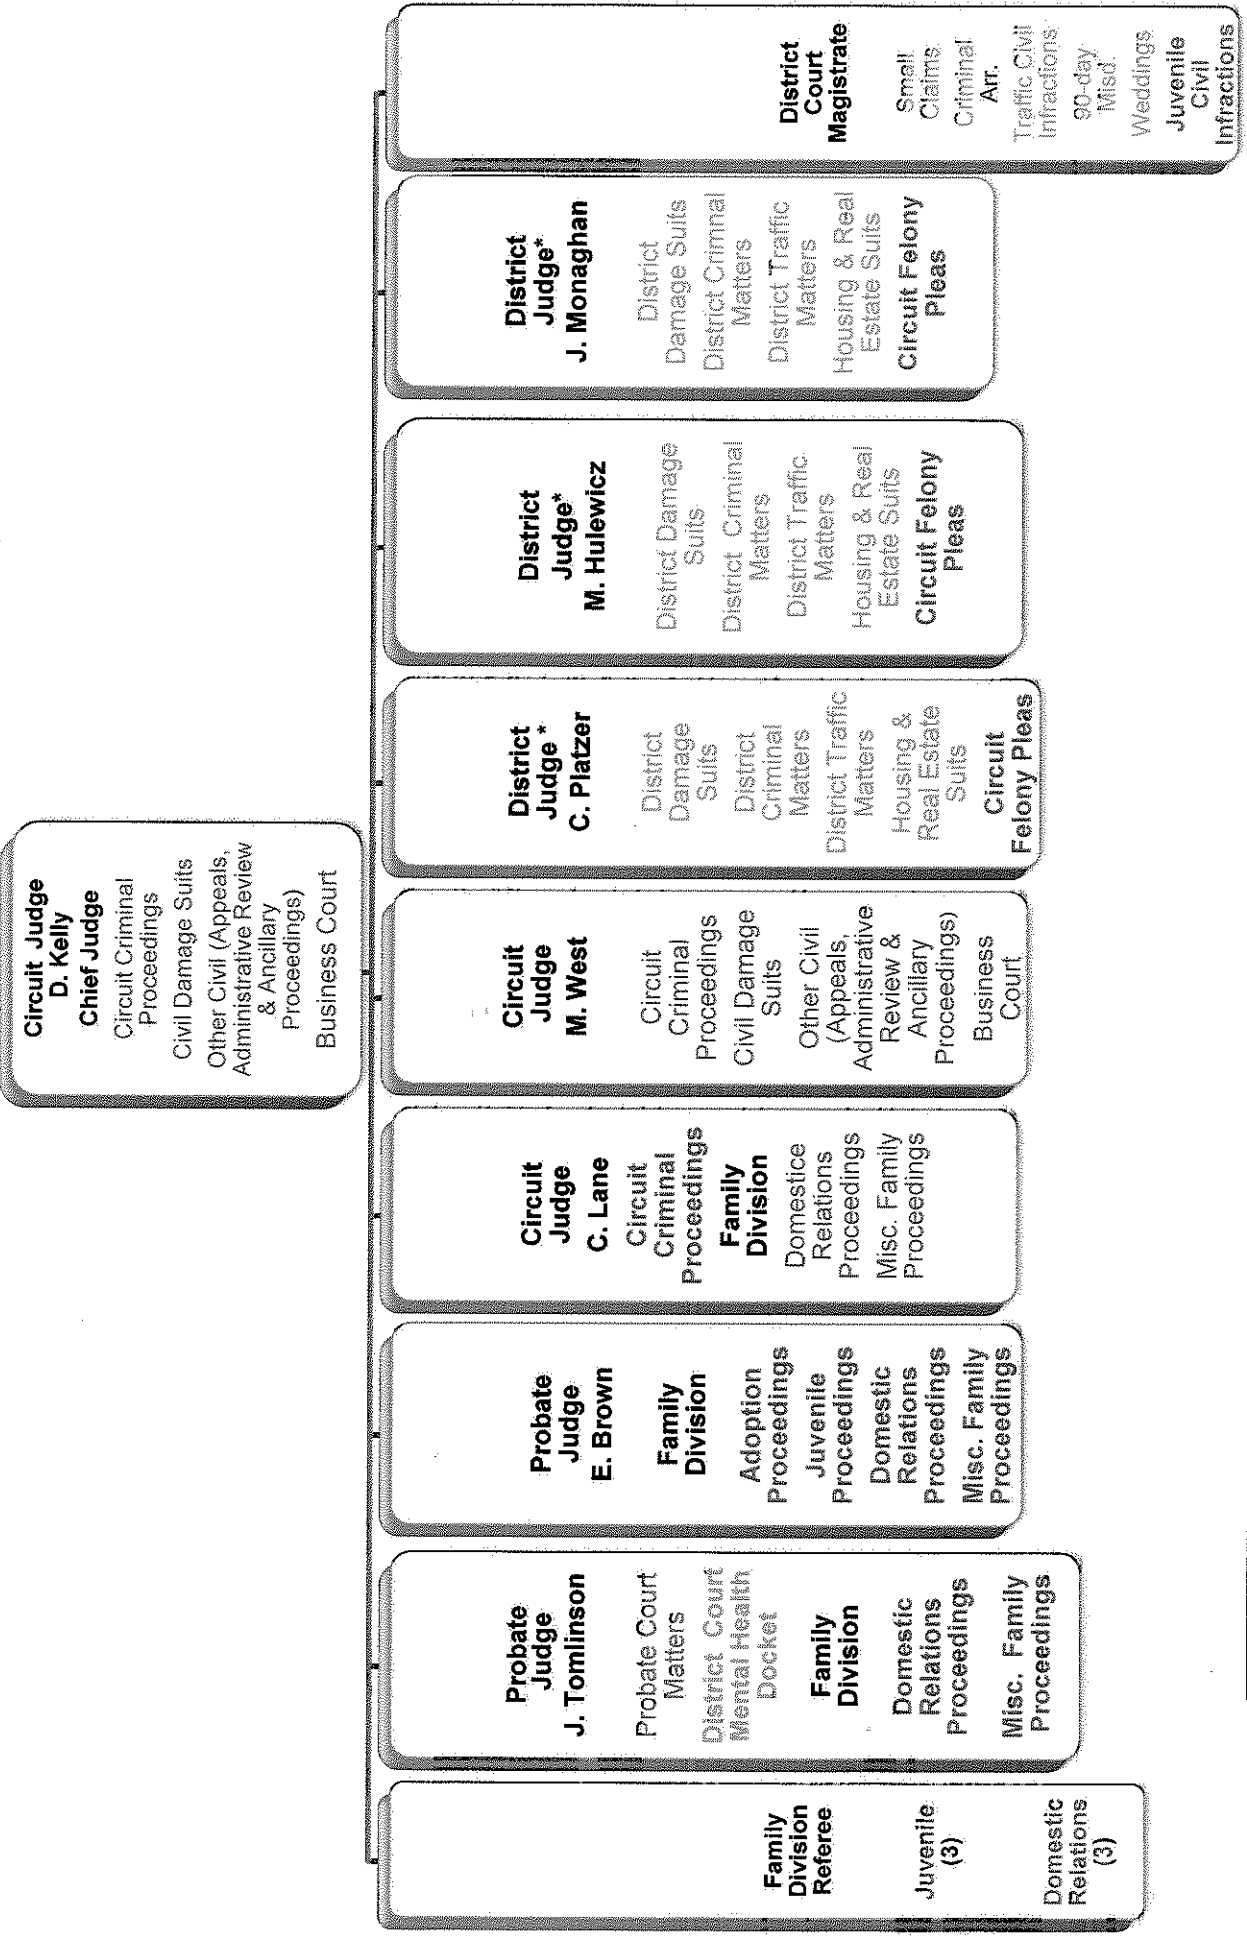 Circuit Judge
D. Kelly
Chief Judge
Circuit Criminal
Proceedings
Civil Damage Suits
Other Civil (Appeals,
Administrative Review
& Ancillary
Proceedings)
Business Court
Family
Division
Referee
Juvenile
(3)
Domestic
Relations
(3)
Probate
Judge
J. Tomlinson
Probate Court
Matters
District Court
Mental Health
Docket
Family
Division
Domestic
Relations
Proceedings
Misc. Family
Proceedings
Probate
Judge
E. Brown
Family
Division
Adoption
Proceedings
Juvenile
Proceedings
Domestic
Relations
Proceedings
Misc. Family
Proceedings
Circuit
Judge
C. Lane
Circuit
Criminal
Proceedings
Family
Division
Domestice
Relations
Proceedings
Misc. Family
Proceedings
Circuit
Judge
M. West
Circuit
Criminal
Proceedings
Civil Damage
Suits
Other Civil
(Appeals,
Administrative
Review &
Ancillary
Proceedings)
Business
Court
District
Judge *
C. Platzer
District
Damage
Suits
District
Criminal
Matters
District Traffic
Matters
Housing &
Real Estate
Suits
Circuit
Felony Pleas
District
Judge*
M. Hulewicz
District Damage
Suits
District Criminal
Matters
District Traffic
Matters
Housing & Real
Estate Suits
Circuit Felony
Pleas
District
Judge*
J. Monaghan
District
Damage Suits
District Crimnal
Matters
District Traffic
Matters
Housing & Real
Estate Suits
Circuit Felony
Pleas
District
Court
Magistrate
Small
Claims
Criminal
Arr.
Traffic Civil
Infractions
90-day
Misd.
Weddings
Juvenile
Civil
Infractions